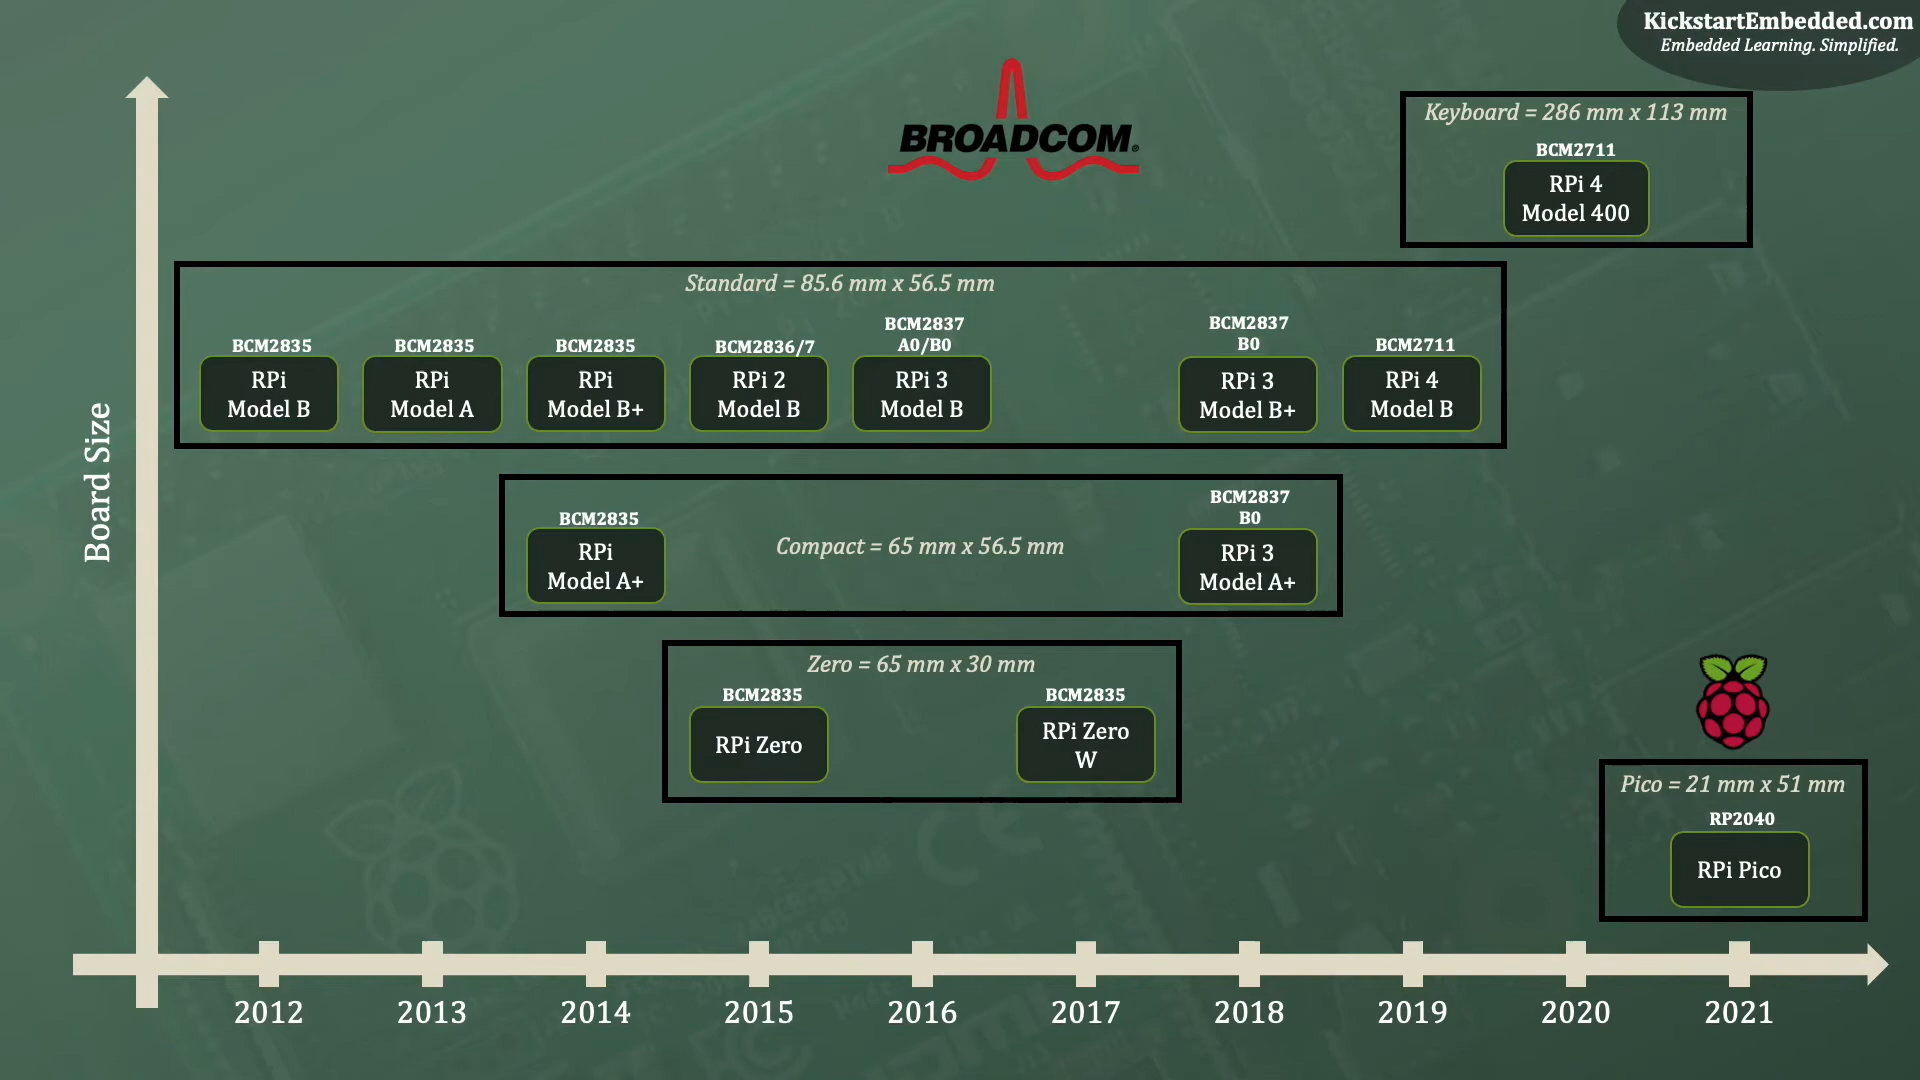 KickstartEmbedded.com
Embedded Learning. Simplified.
BROADCOM®
Keyboard = 286 mm x 113 mm
BCM2711
RPi 4
Model 400
Standard = 85.6 mm x 56.5 mm
BCM2835
RPi
Model B
BCM2835
RPi
Model A
BCM2835
RPi
Model B+
BCM2836/7
RPi 2
Model B
BCM2837
A0/B0
RPi 3
Model B
BCM2837
B0
RPi 3
Model B+
BCM2711
RPi 4
Model B
Board Size
BCM2835
RPi
Model A+
Compact = 65 mm x 56.5 mm
BCM2837
B0
RPi 3
Model A+
Zero = 65 mm x 30 mm
BCM2835
RPi Zero
BCM2835
RPi Zero
W
Pico = 21 mm x 51 mm
RP2040
RPi Pico
2012 2013 2014 2015 2016 2017 2018 2019 2020 2021